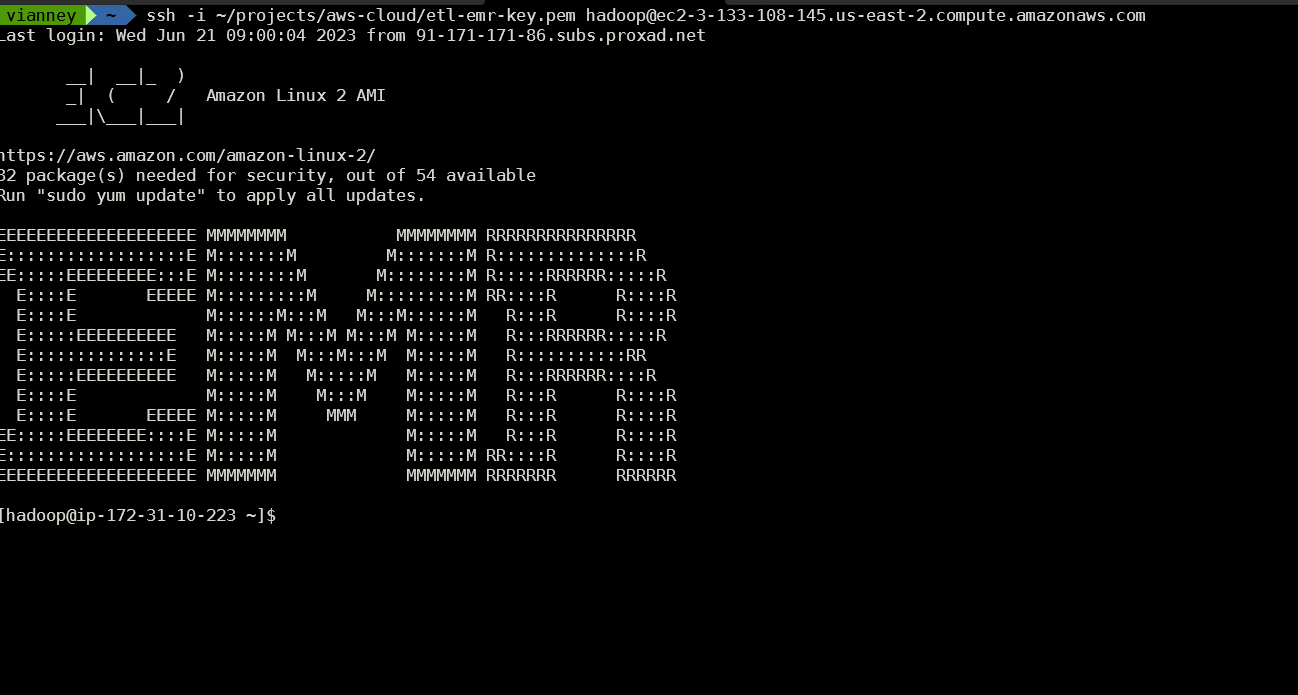 vianney ~ ssh -i ~/projects/aws-cloud/etl-emr-key.pem hadoop@ec2-3-133-108-145.us-east-2.compute.amazonaws.com
Last login: Wed Jun 21 09:00:04 2023 from 91-171-171-86.subs.proxad.net

       __|  __|_  )
       _|  (     /   Amazon Linux 2 AMI
      ___|\___|___|

https://aws.amazon.com/amazon-linux-2/
32 package(s) needed for security, out of 54 available
Run "sudo yum update" to apply all updates.

EEEEEEEEEEEEEEEEEEEE MMMMMMMM           MMMMMMMM RRRRRRRRRRRRRRR
E::::::::::::::::::E M:::::::M         M:::::::M R::::::::::::::R
EE:::::EEEEEEEEE:::E M::::::::M       M::::::::M R:::::RRRRRR:::::R
  E::::E       EEEEE M:::::::::M     M:::::::::M RR::::R      R::::R
  E::::E             M::::::M:::M   M:::M::::::M   R:::R      R::::R
  E:::::EEEEEEEEEE   M:::::M M:::M M:::M M:::::M   R:::RRRRRR:::::R
  E::::::::::::::E   M:::::M  M:::M:::M  M:::::M   R:::::::::::RR
  E:::::EEEEEEEEEE   M:::::M   M:::::M   M:::::M   R:::RRRRRR::::R
  E::::E             M:::::M    M:::M    M:::::M   R:::R      R::::R
  E::::E       EEEEE M:::::M     MMM     M:::::M   R:::R      R::::R
EE:::::EEEEEEEE::::E M:::::M             M:::::M   R:::R      R::::R
E::::::::::::::::::E M:::::M             M:::::M RR::::R      R::::R
EEEEEEEEEEEEEEEEEEEE MMMMMMM             MMMMMMM RRRRRRR      RRRRRR

[hadoop@ip-172-31-10-223 ~]$